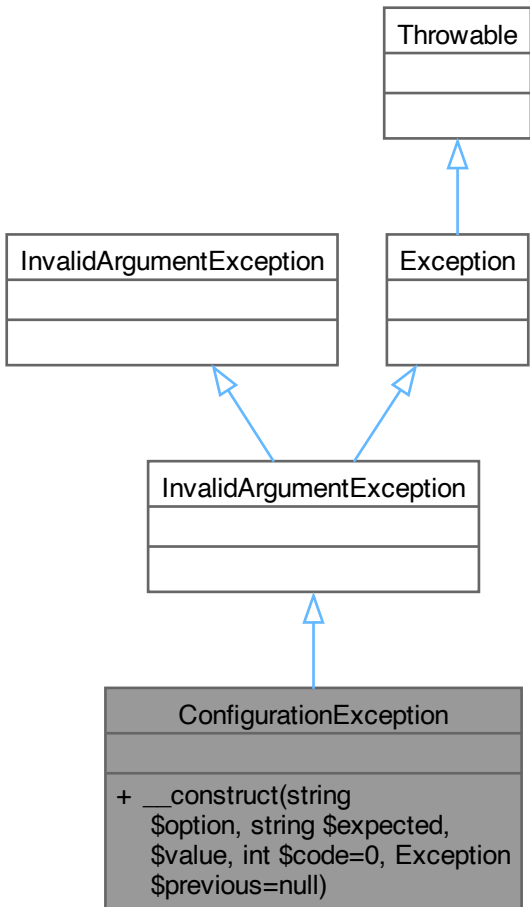 Throwable
InvalidArgumentException
Exception
InvalidArgumentException
ConfigurationException
+ __construct(string
$option, string $expected,
$value, int $code=0, Exception
$previous=null)